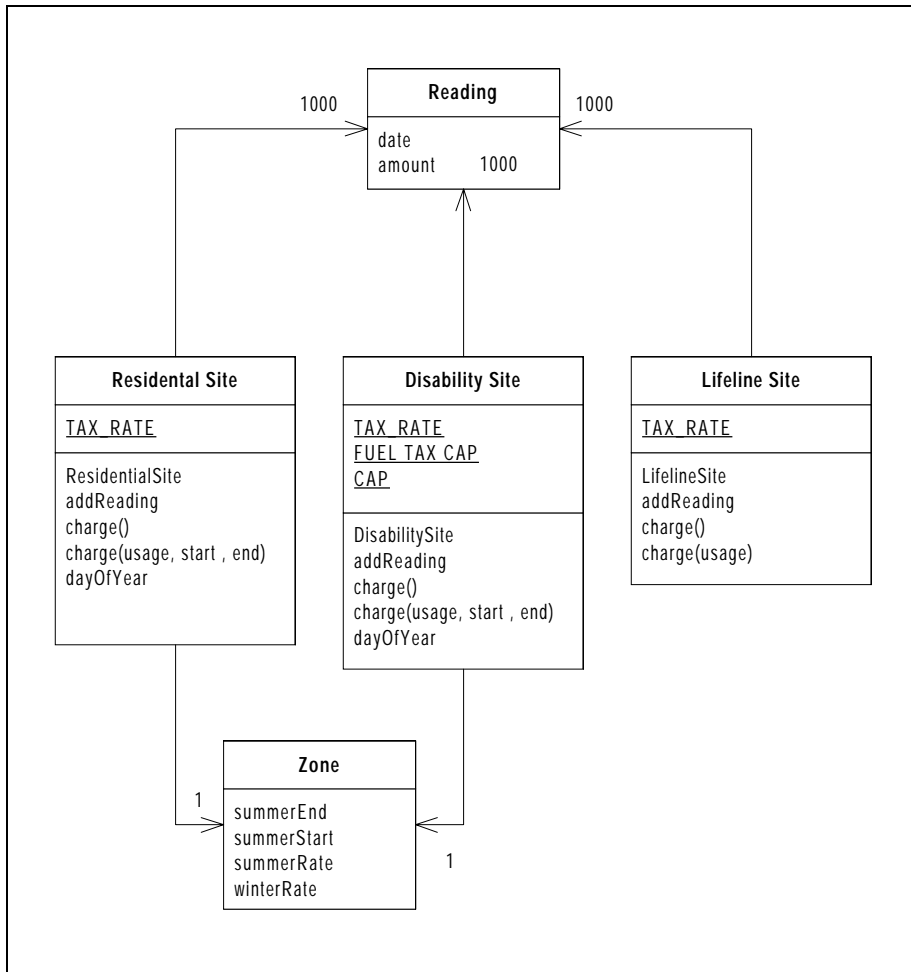 Reading
1000
1000
date
amount 1000
Residental Site
TAX_RATE
ResidentialSite
addReading
charge()
charge(usage, start , end)
dayOfYear
Disability Site
TAX_RATE
FUEL TAX CAP
CAP
DisabilitySite
addReading
charge()
charge(usage, start , end)
dayOfYear
Lifeline Site
TAX_RATE
LifelineSite
addReading
charge()
charge(usage)
Zone
1
summerEnd
summerStart
summerRate
winterRate
1